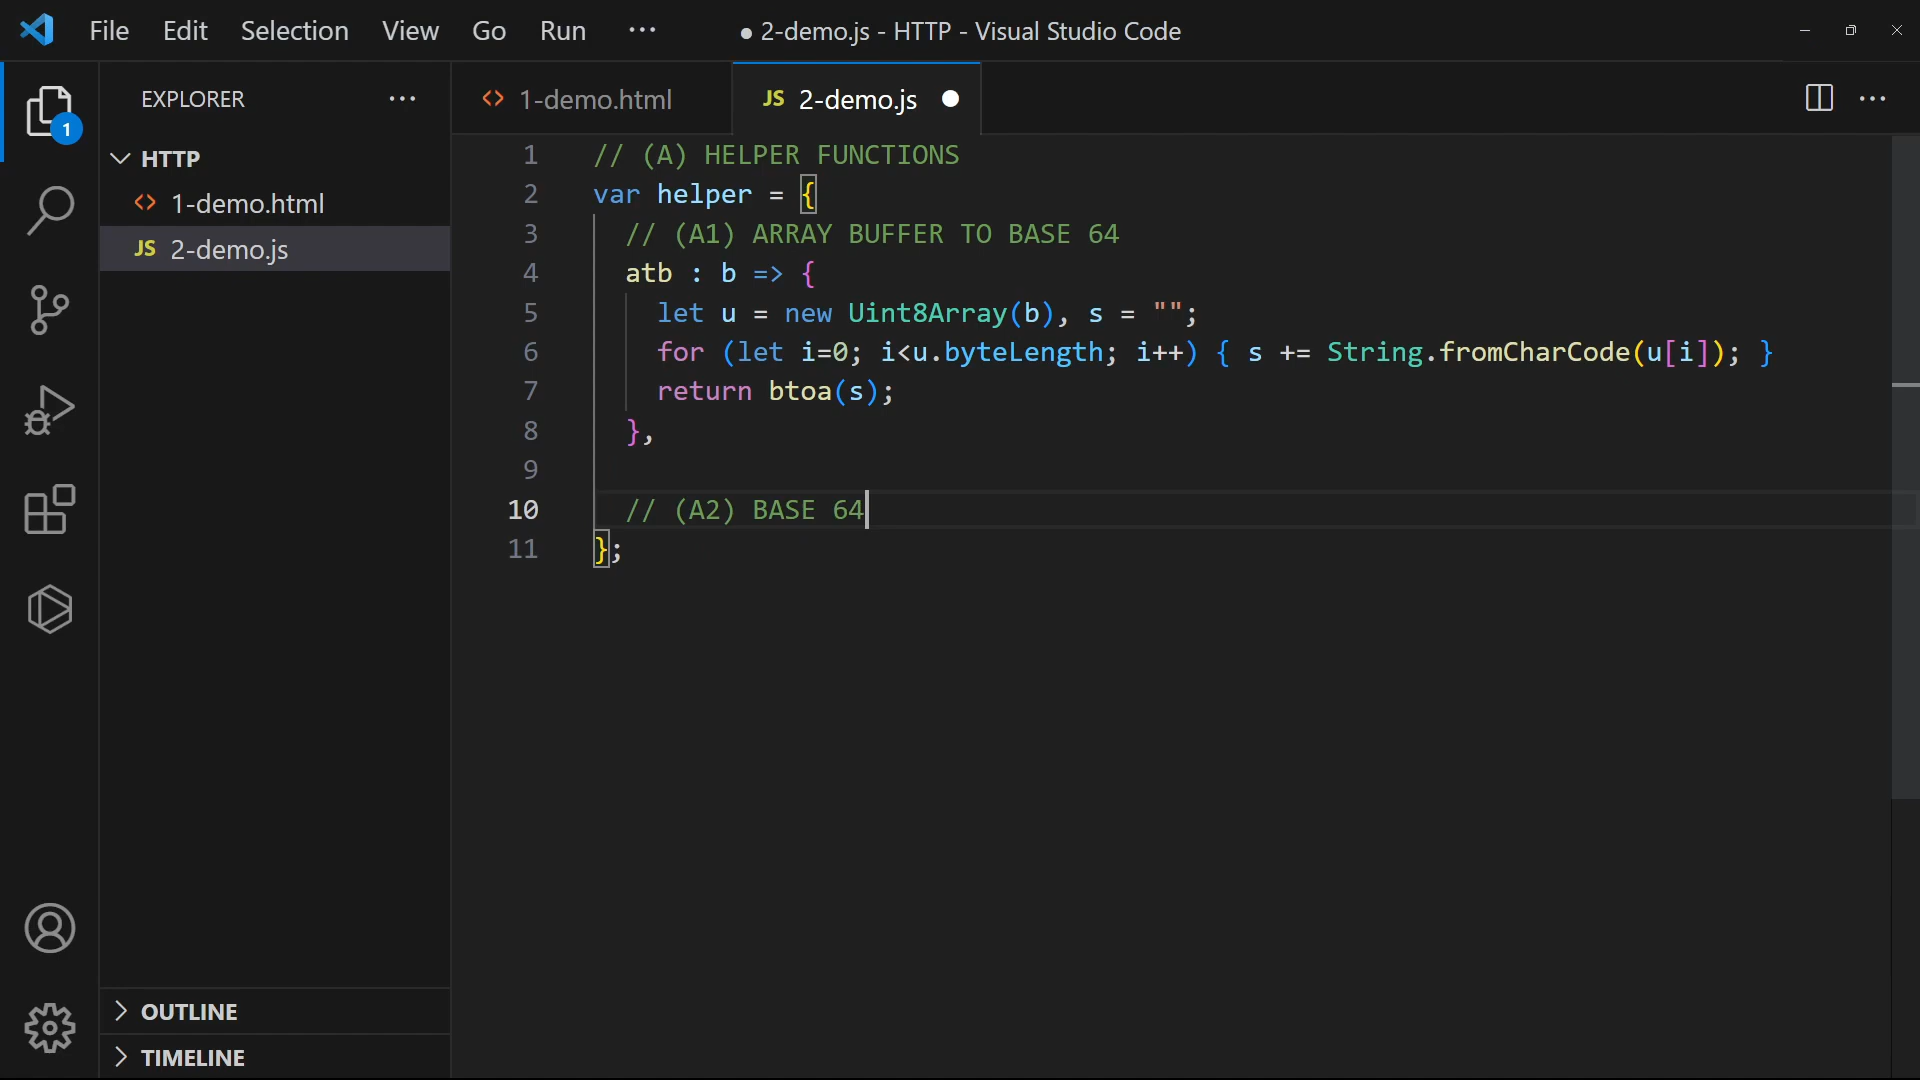 File Edit Selection View Go Run ··· ● 2-demo.js - HTTP - Visual Studio Code
EXPLORER ···
<> 1-demo.html
JS 2-demo.js
1
HTTP
<> 1-demo.html
JS 2-demo.js
1 // (A) HELPER FUNCTIONS
2 var helper = {
3 // (A1) ARRAY BUFFER TO BASE 64
4 atb : b => {
5 let u = new Uint8Array(b), s = "";
6 for (let i=0; i<u.byteLength; i++) { s += String.fromCharCode(u[i]); }
7 return btoa(s);
8 },
9
10 // (A2) BASE 64
11 };
OUTLINE
TIMELINE